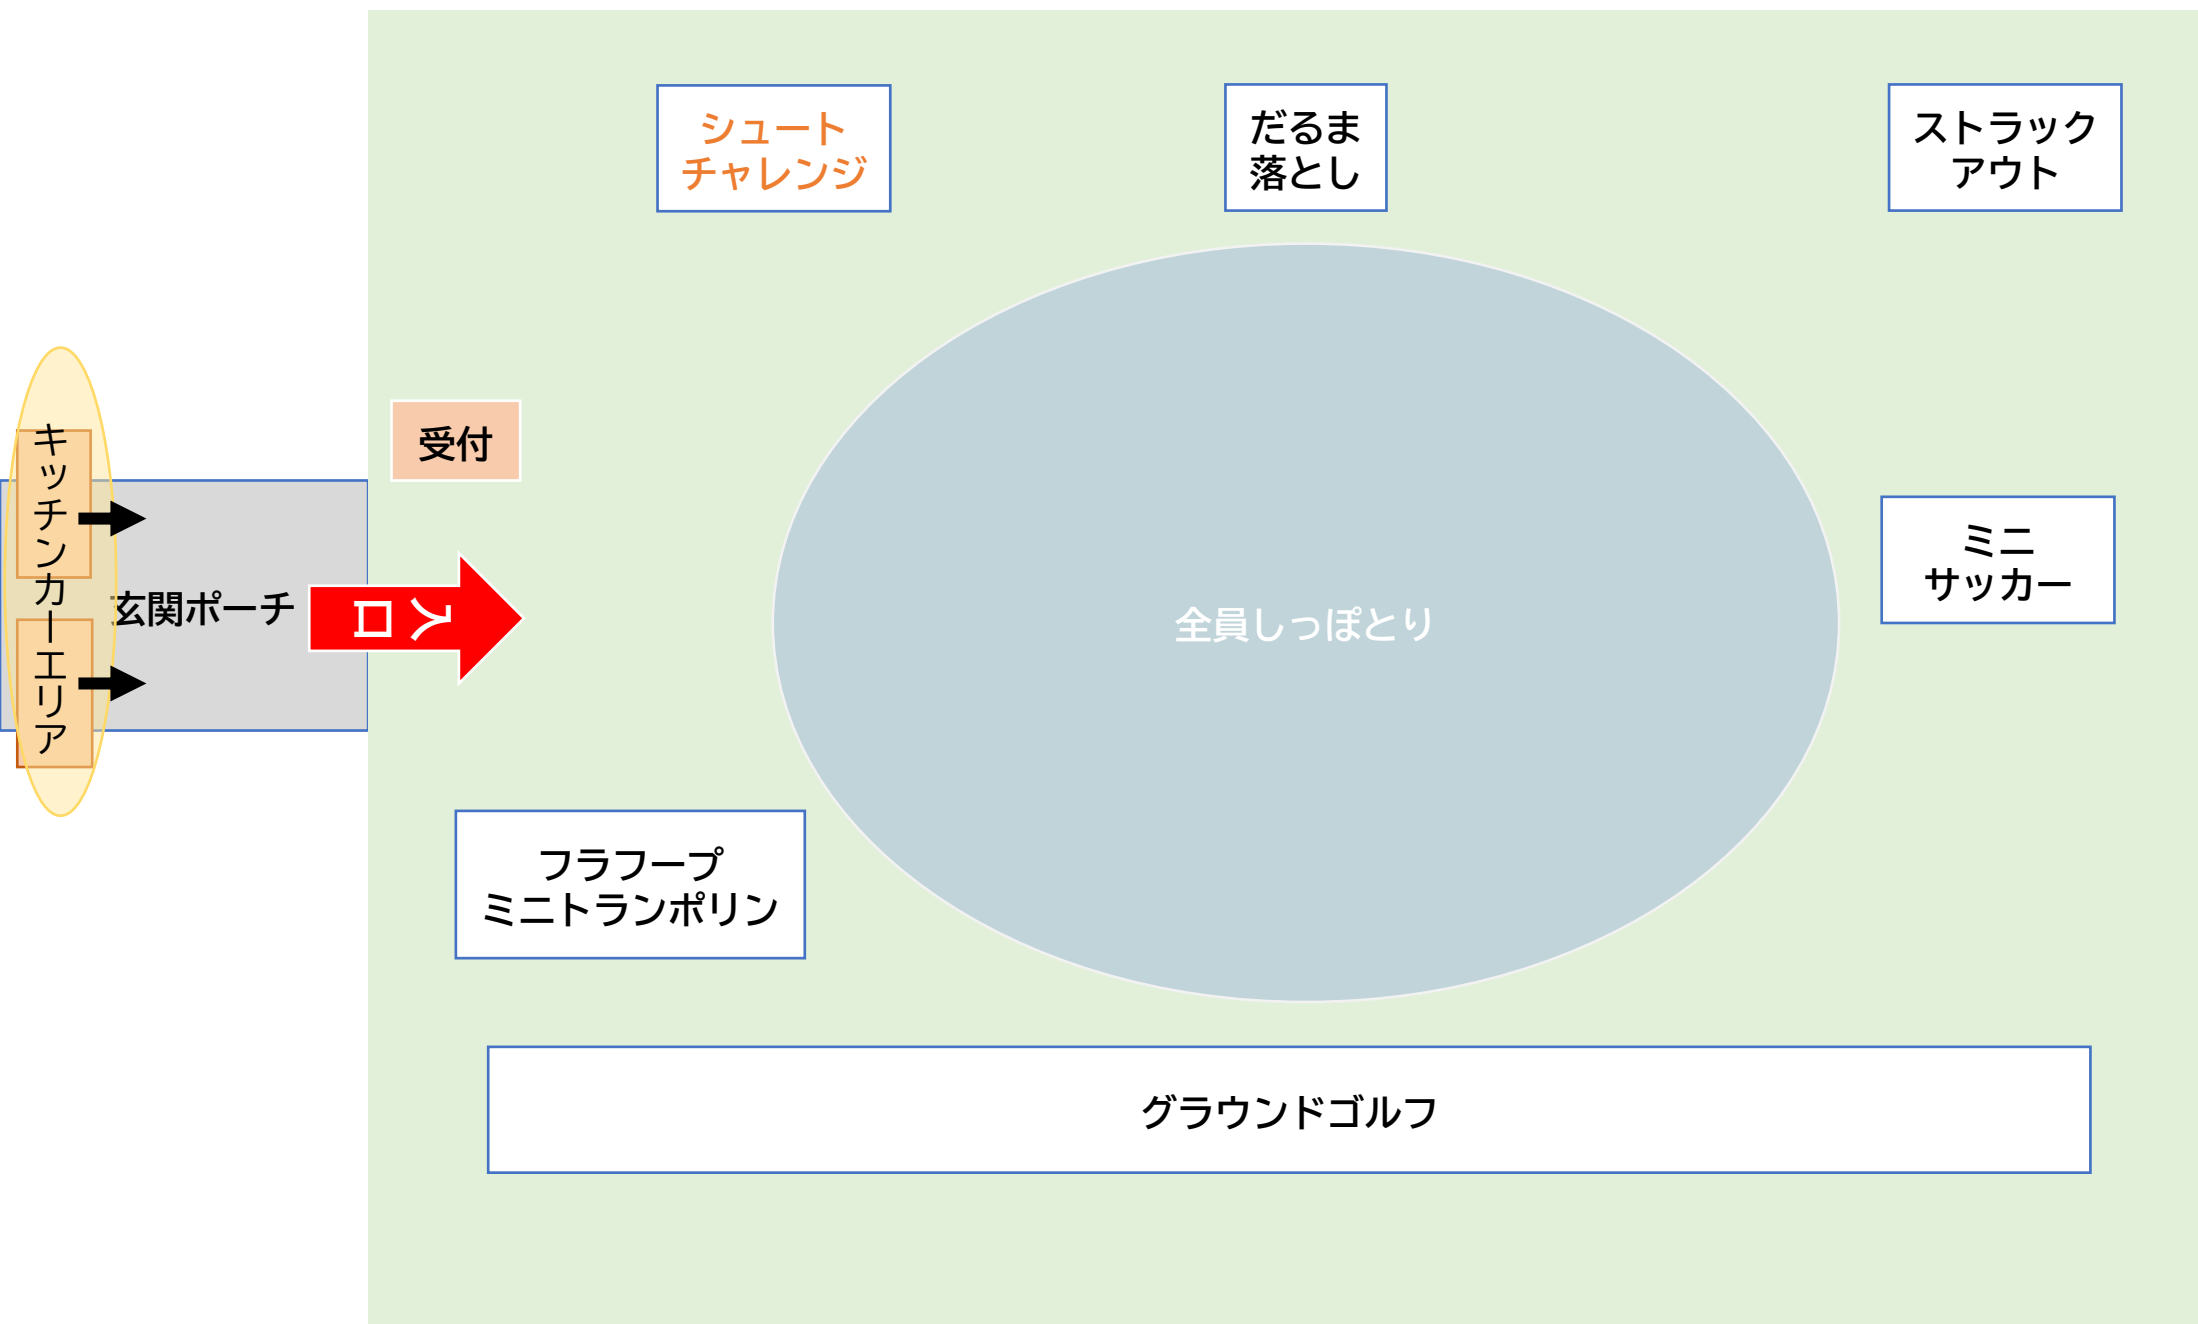 シュート
チャレンジ
だるま
落とし
ストラック
アウト
受付
キッチンカーエリア
玄関ポーチ
入口
全員しっぽとり
ミニ
サッカー
フラフープ
ミニトランポリン
グラウンドゴルフ